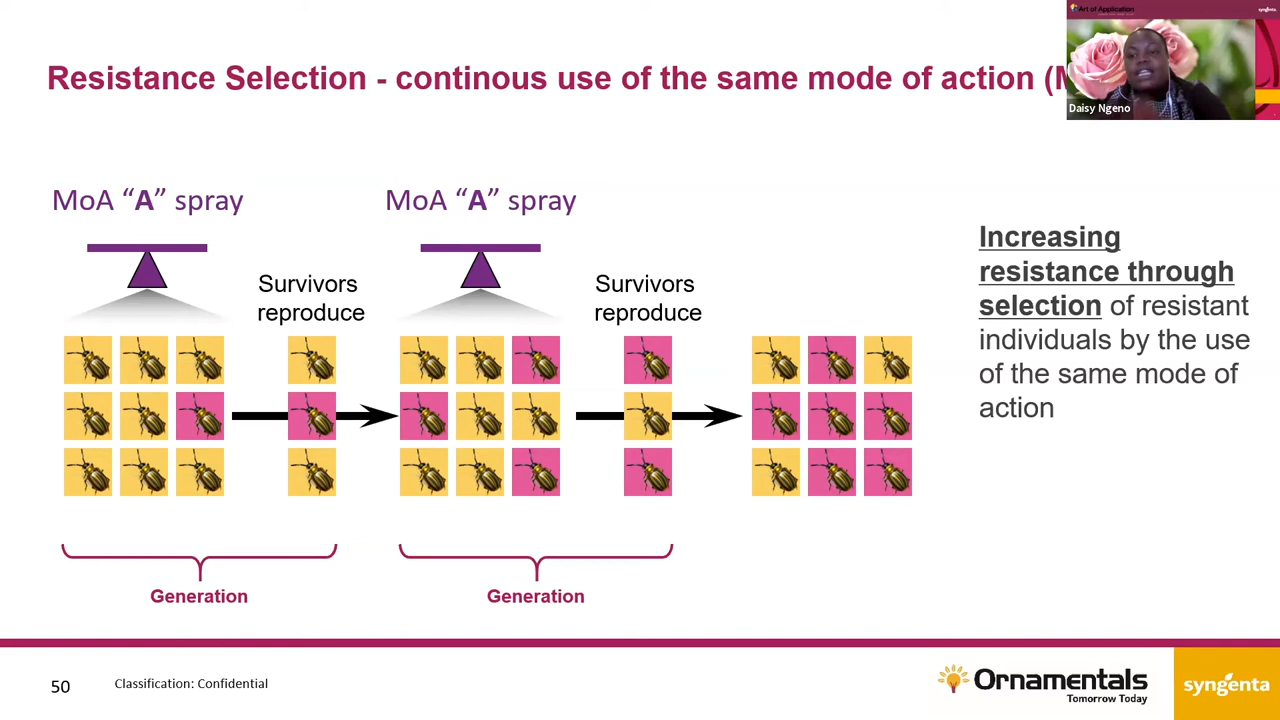 Art of Application
syngenta
Resistance Selection - continous use of the same mode of action (M
Daisy Ngeno
MoA “A” spray
MoA “A” spray
Survivors
reproduce
Survivors
reproduce
Increasing
resistance through
selection of resistant
individuals by the use
of the same mode of
action
Generation
Generation
50
Classification: Confidential
Ornamentals
Tomorrow Today
syngenta